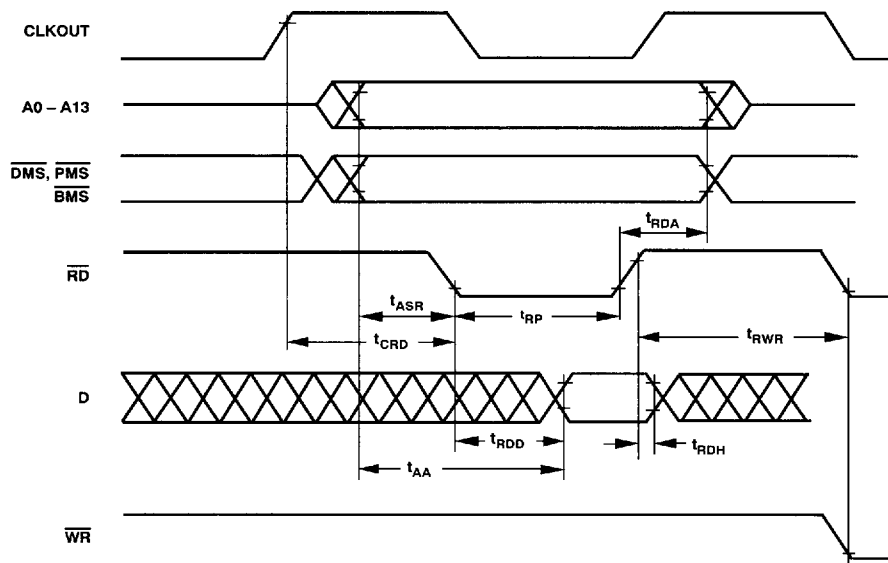 CLKOUT
A0 – A13
DMS, PMS
BMS
tRDA
RD
tASR
tRP
tCRD
tRWR
D
tRDD
tRDH
tAA
WR